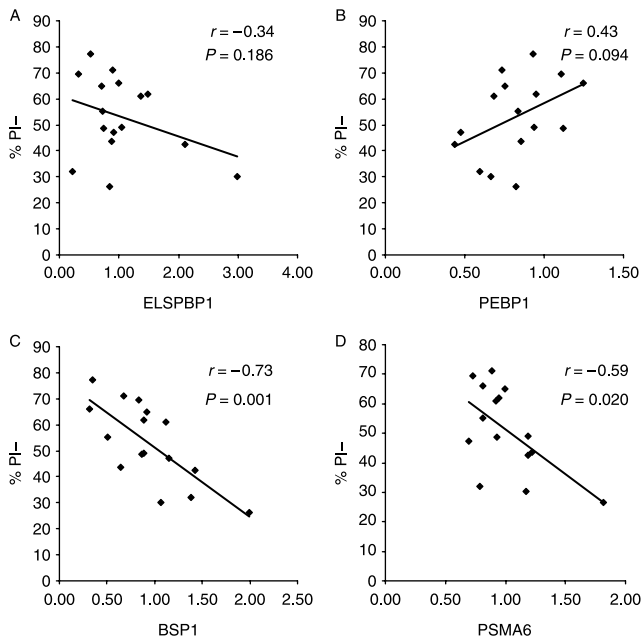 A
r = −0.34
P = 0.186
% PI−
90
80
70
60
50
40
30
20
10
0
0.00 1.00 2.00 3.00 4.00
ELSPBP1
B
r = 0.43
P = 0.094
% PI−
90
80
70
60
50
40
30
20
10
0
0.50 1.00 1.50
PEBP1
C
r = −0.73
P = 0.001
% PI−
90
80
70
60
50
40
30
20
10
0
0.00 0.50 1.00 1.50 2.00 2.50
BSP1
D
r = −0.59
P = 0.020
% PI−
80
70
60
50
40
30
20
10
0
0.00 0.50 1.00 1.50 2.00
PSMA6